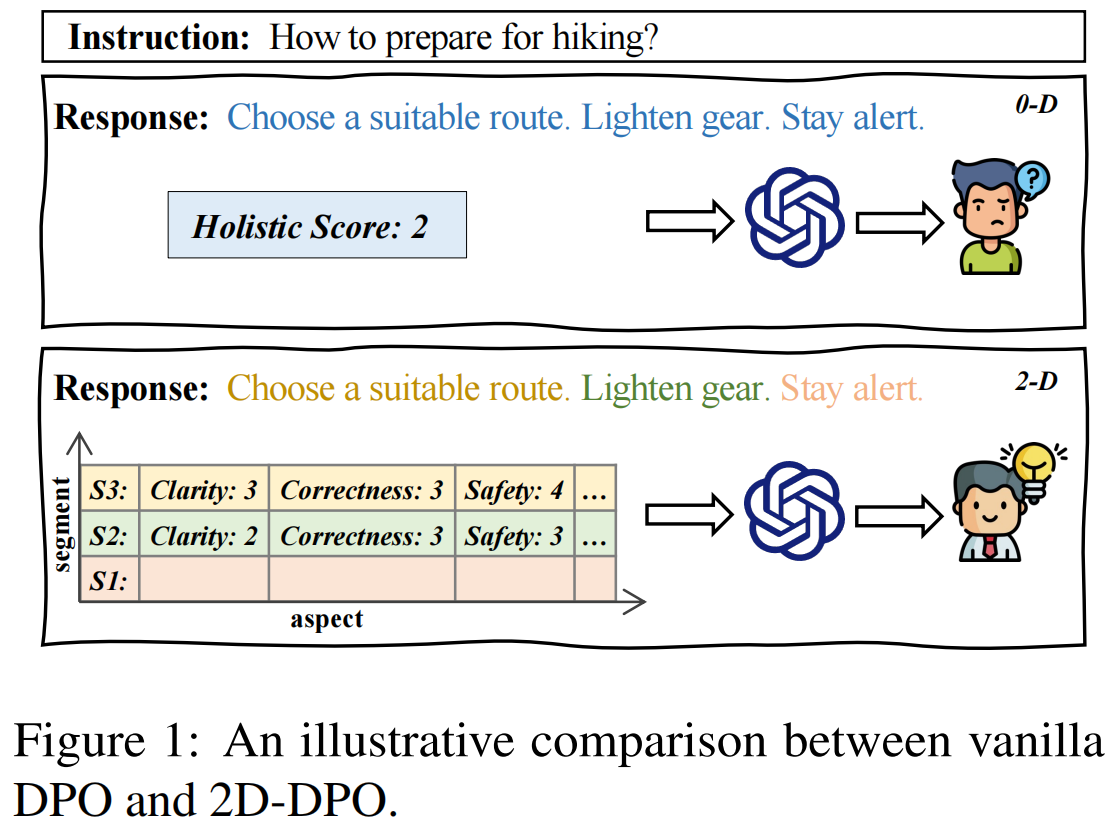 Instruction: How to prepare for hiking?
Response: Choose a suitable route. Lighten gear. Stay alert.
0-D
?
Holistic Score: 2
Response: Choose a suitable route. Lighten gear. Stay alert.
2-D
segment
S3: Clarity: 3 Correctness: 3 Safety: 4 ...
S2: Clarity: 2 Correctness: 3 Safety: 3 ...
S1:
aspect
Figure 1: An illustrative comparison between vanilla
DPO and 2D-DPO.